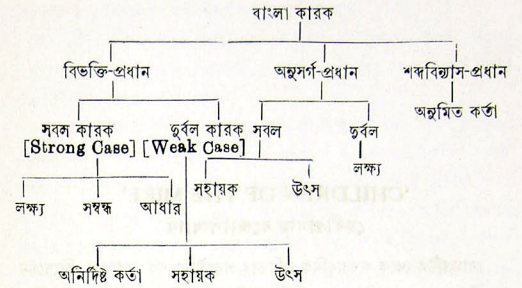 বাংলা কারক
বিভক্তি-প্রধান অনুসর্গ-প্রধান শব্দবিন্যাস-প্রধান
অনুমিত কর্তা
সবল কারক দুর্বল কারক সবল দুর্বল
[Strong Case] [Weak Case]
লক্ষ্য
সহায়ক উৎস
লক্ষ্য সম্বন্ধ আধার
অনির্দিষ্ট কর্তা সহায়ক উৎস